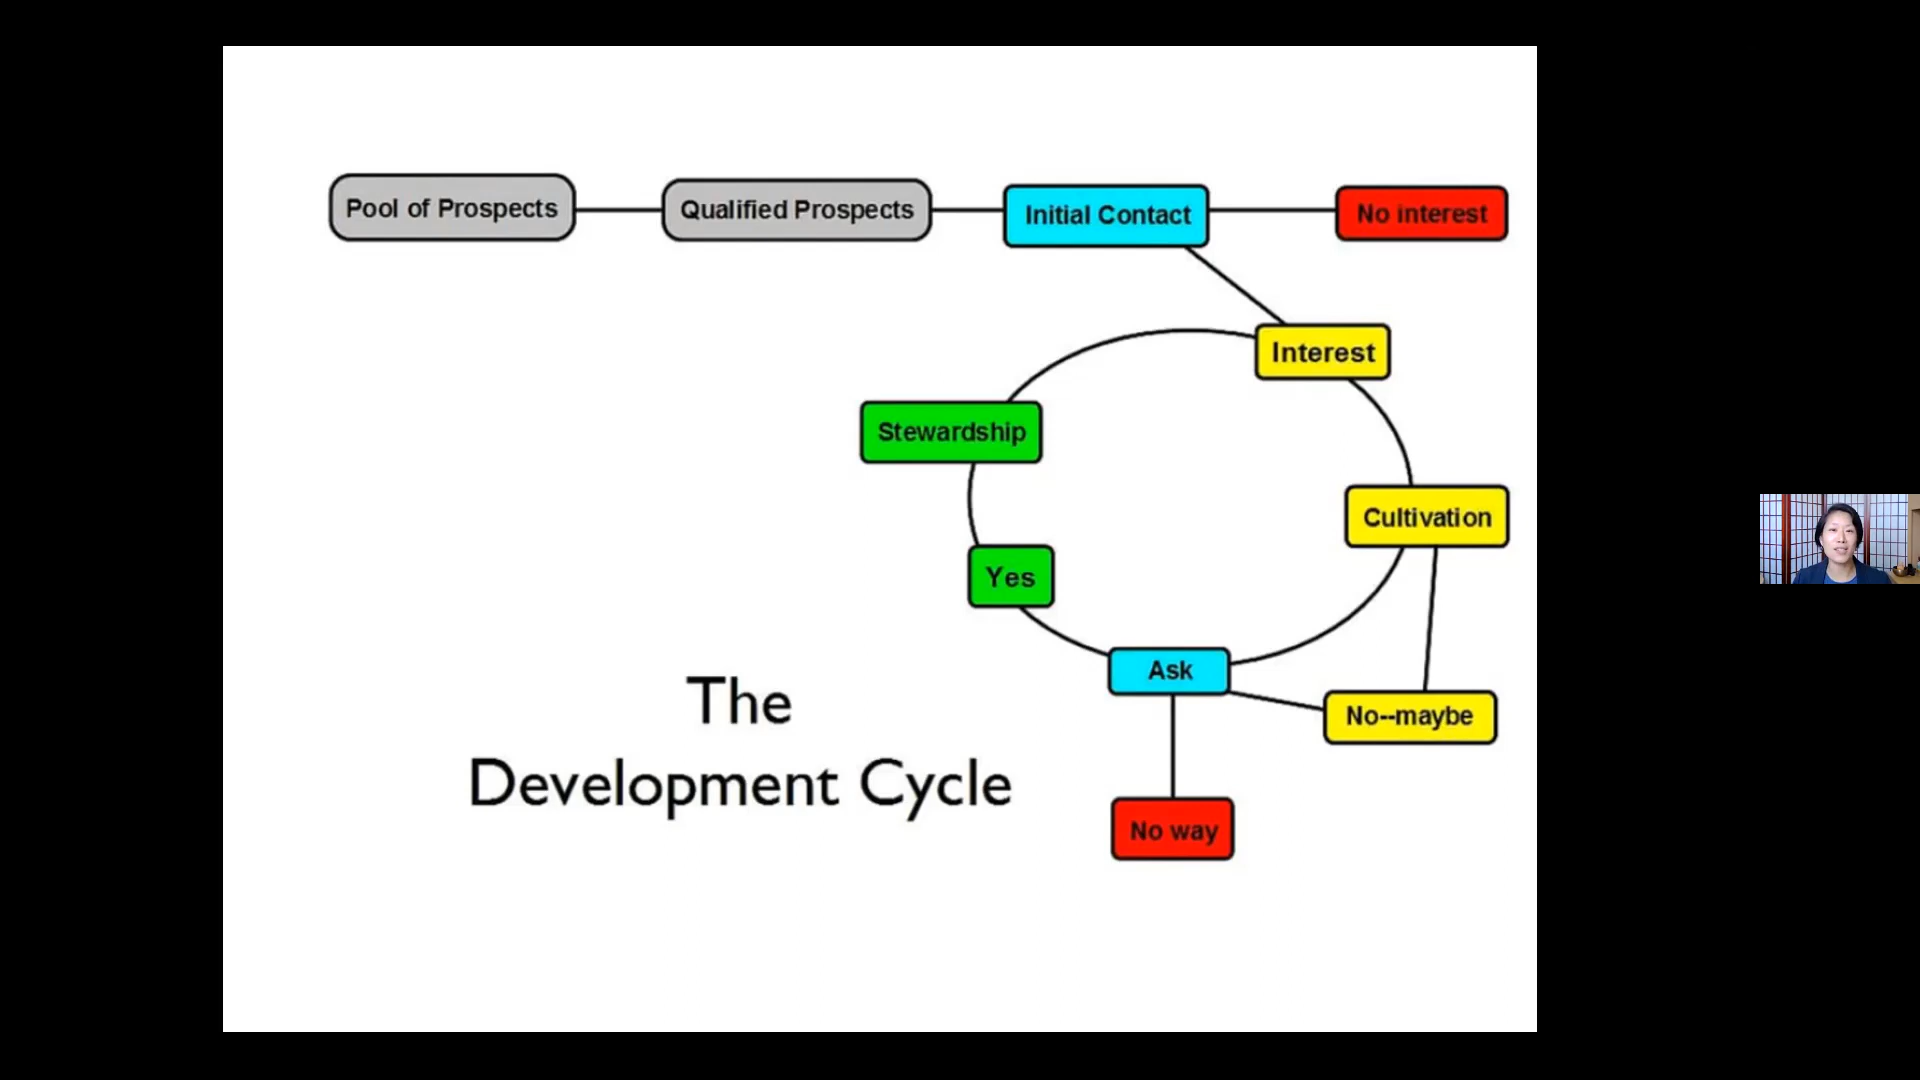 Pool of Prospects
Qualified Prospects
Initial Contact
No interest
Interest
Stewardship
Cultivation
Yes
Ask
No--maybe
No way
The
Development Cycle